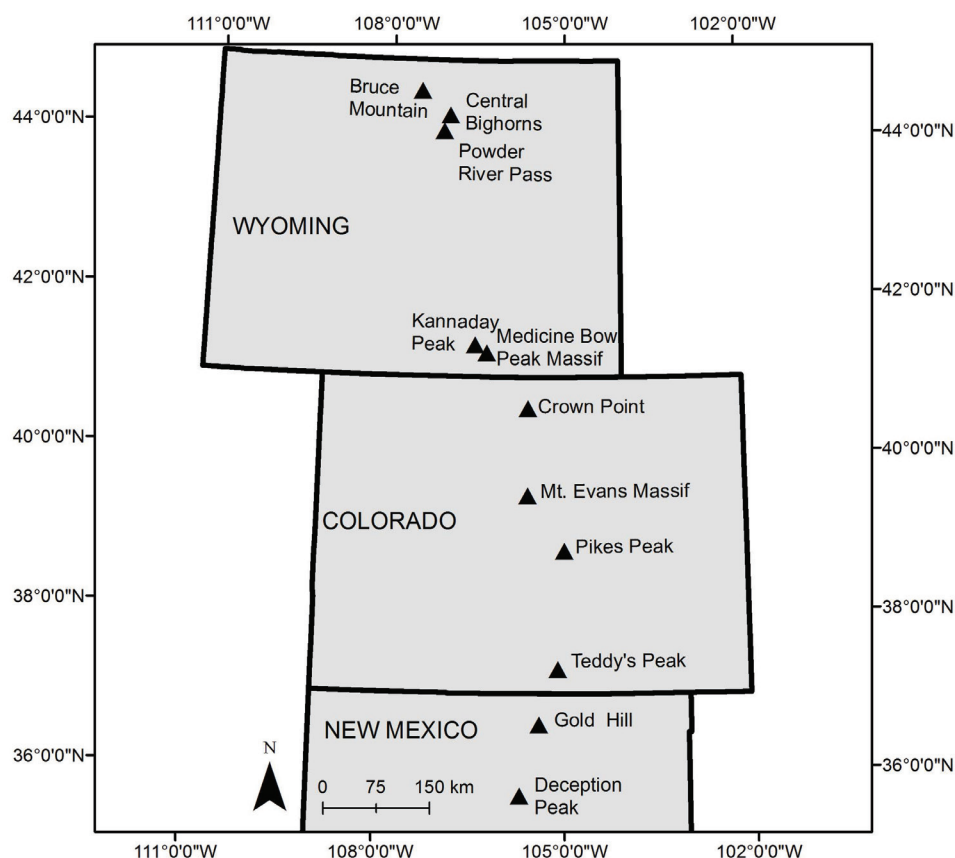 111°0'0"W 108°0'0"W 105°0'0"W 102°0'0"W
44°0'0"N
44°0'0"N
Bruce
Mountain
Central
Bighorns
Powder
River Pass
WYOMING
42°0'0"N
42°0'0"N
Kannaday
Peak
Medicine Bow
Peak Massif
Crown Point
40°0'0"N
40°0'0"N
Mt. Evans Massif
COLORADO
Pikes Peak
38°0'0"N
38°0'0"N
Teddy's Peak
Gold Hill
NEW MEXICO
36°0'0"N
36°0'0"N
N
0 75 150 km
Deception
Peak
111°0'0"W 108°0'0"W 105°0'0"W 102°0'0"W